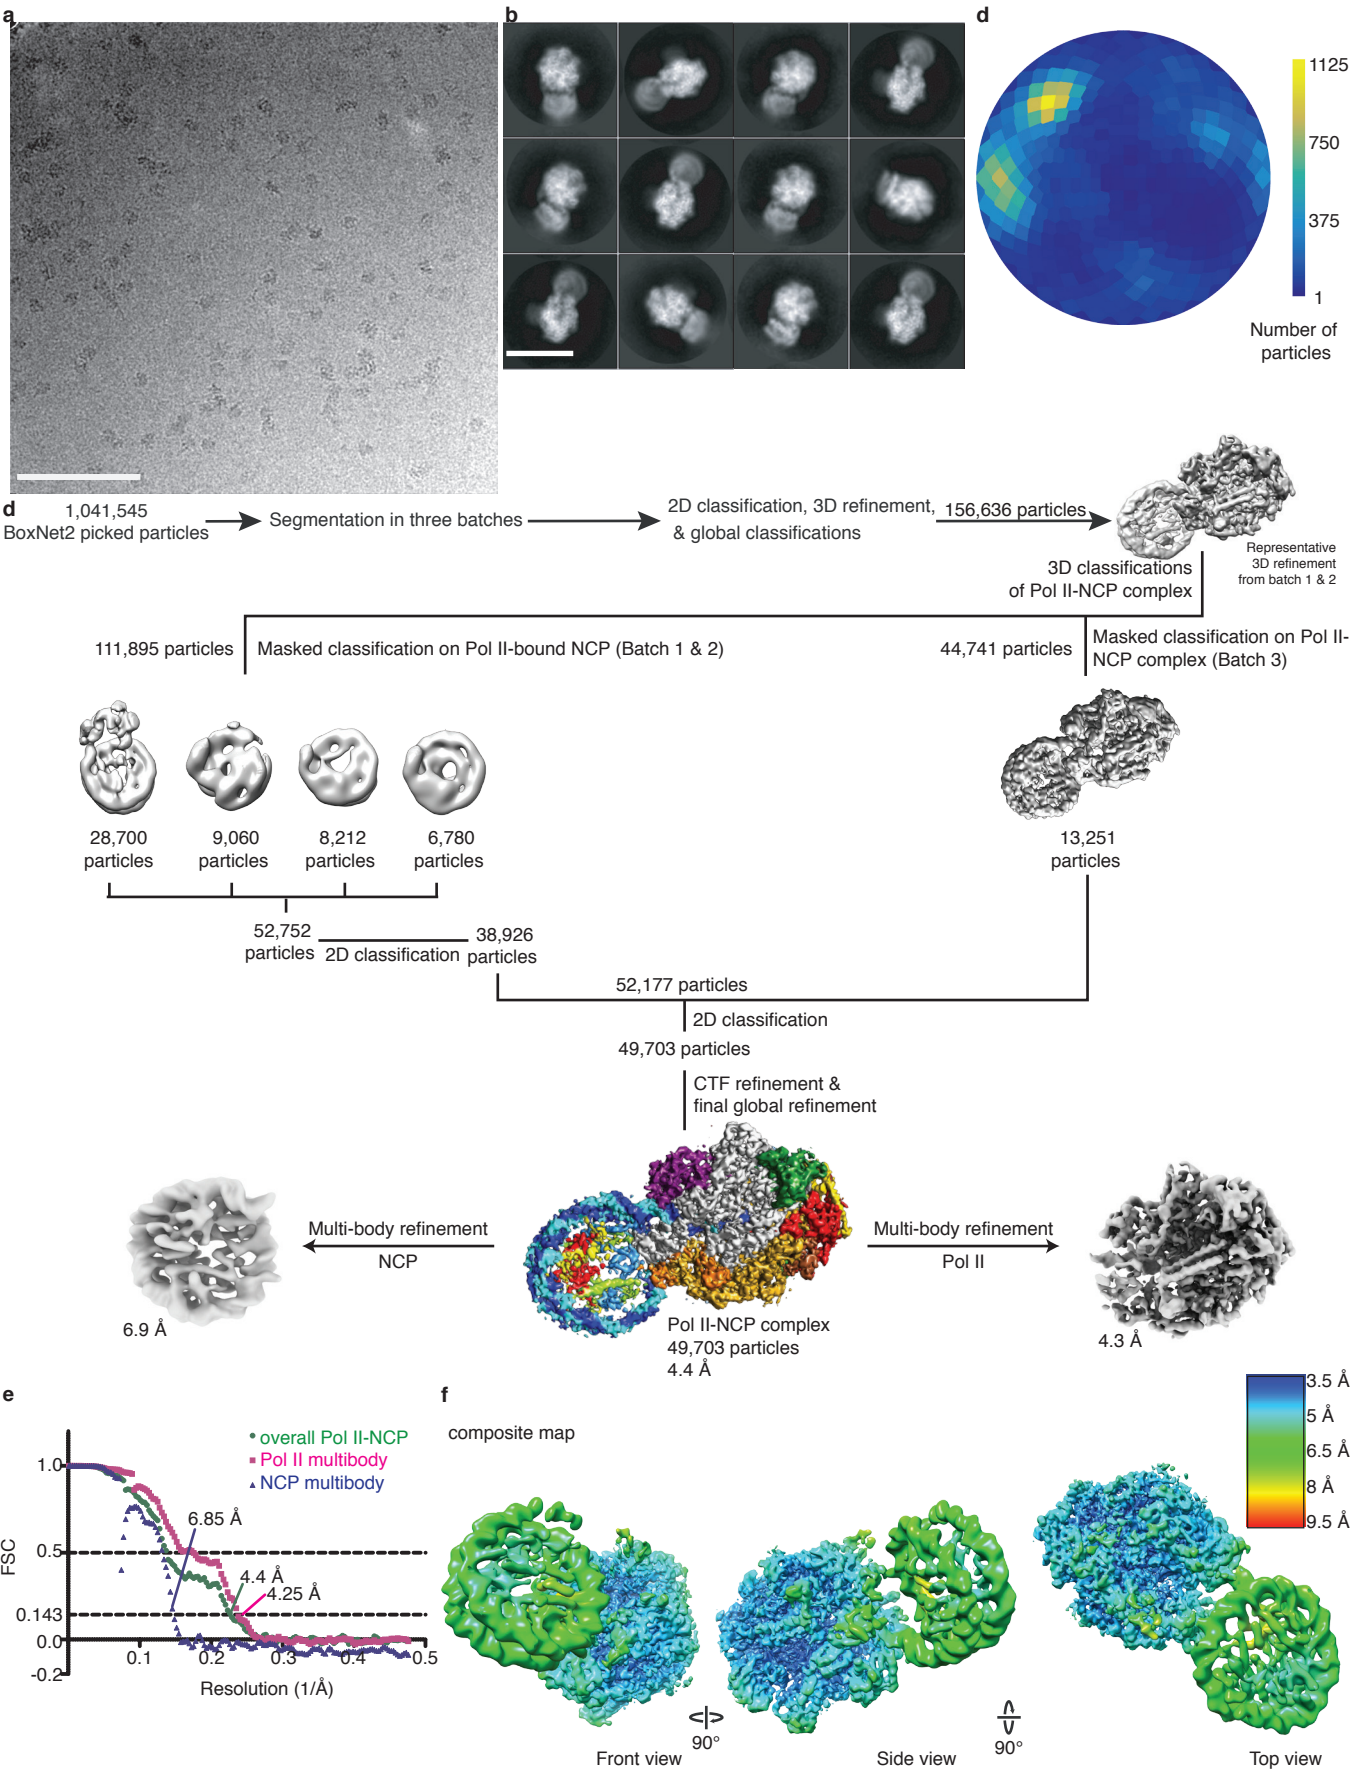 a
b
d
1125
750
375
1
Number of
particles
d
1,041,545
BoxNet2 picked particles
Segmentation in three batches
2D classification, 3D refinement,
& global classifications
156,636 particles
Representative
3D refinement
from batch 1 & 2
3D classifications
of Pol II-NCP complex
111,895 particles
Masked classification on Pol II-bound NCP (Batch 1 & 2)
44,741 particles
Masked classification on Pol II-
NCP complex (Batch 3)
28,700
particles
9,060
particles
8,212
particles
6,780
particles
13,251
particles
52,752
particles
2D classification
38,926
particles
52,177 particles
2D classification
49,703 particles
CTF refinement &
final global refinement
Multi-body refinement
NCP
Multi-body refinement
Pol II
6.9 Å
Pol II-NCP complex
49,703 particles
4.4 Å
4.3 Å
e
overall Pol II-NCP
Pol II multibody
NCP multibody
1.0
0.5
0.143
0.0
-0.2
FSC
6.85 Å
4.4 Å
4.25 Å
0.1
0.2
0.3
0.4
0.5
Resolution (1/Å)
f
composite map
3.5 Å
5 Å
6.5 Å
8 Å
9.5 Å
90°
90°
Front view
Side view
Top view